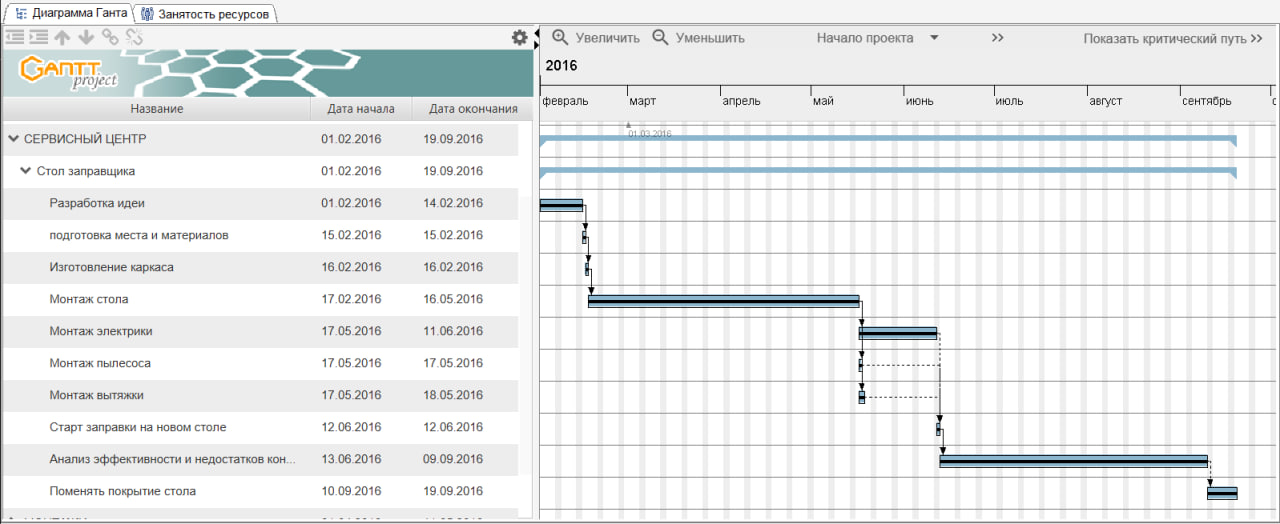 Диаграмма Ганта Занятость ресурсов
Увеличить Уменьшить Начало проекта >> Показать критический путь >>
GANTT project
2016
Название Дата начала Дата окончания
февраль март апрель май июнь июль август сентябрь
01.03.2016
СЕРВИСНЫЙ ЦЕНТР 01.02.2016 19.09.2016
Стол заправщика 01.02.2016 19.09.2016
Разработка идеи 01.02.2016 14.02.2016
подготовка места и материалов 15.02.2016 15.02.2016
Изготовление каркаса 16.02.2016 16.02.2016
Монтаж стола 17.02.2016 16.05.2016
Монтаж электрики 17.05.2016 11.06.2016
Монтаж пылесоса 17.05.2016 17.05.2016
Монтаж вытяжки 17.05.2016 18.05.2016
Старт заправки на новом столе 12.06.2016 12.06.2016
Анализ эффективности и недостатков кон... 13.06.2016 09.09.2016
Поменять покрытие стола 10.09.2016 19.09.2016